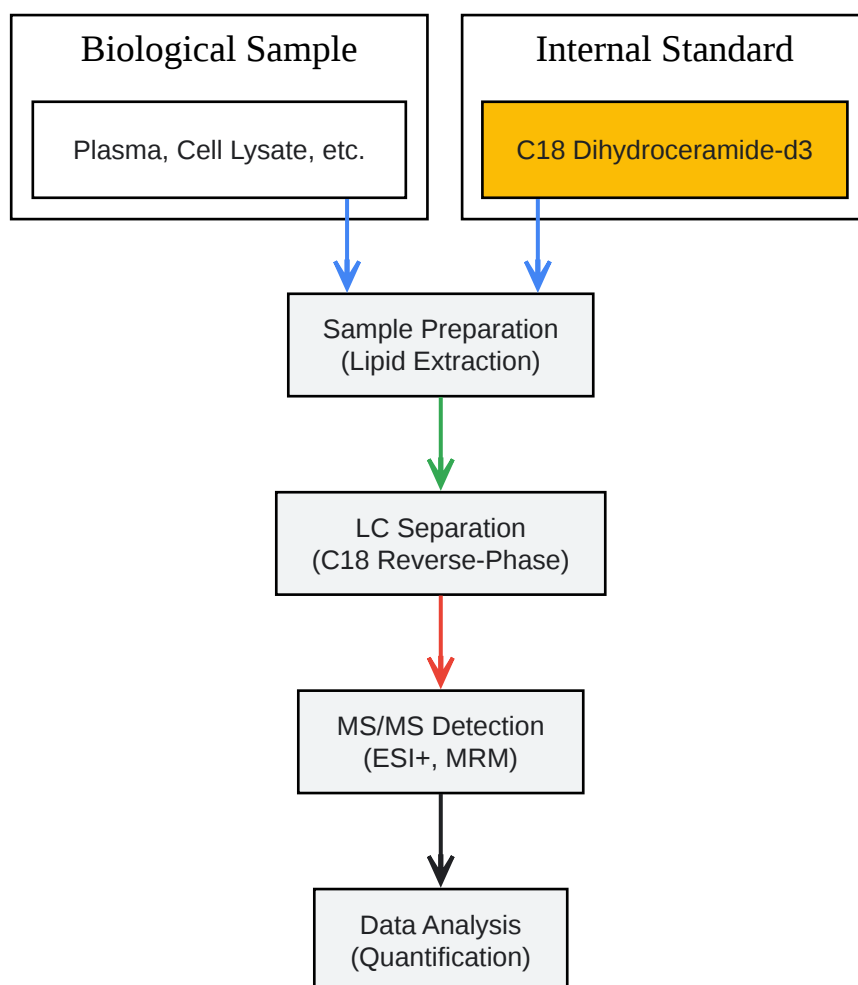 Biological Sample
Internal Standard
Plasma, Cell Lysate, etc.
C18 Dihydroceramide-d3
Sample Preparation
(Lipid Extraction)
LC Separation
(C18 Reverse-Phase)
MS/MS Detection
(ESI+, MRM)
Data Analysis
(Quantification)